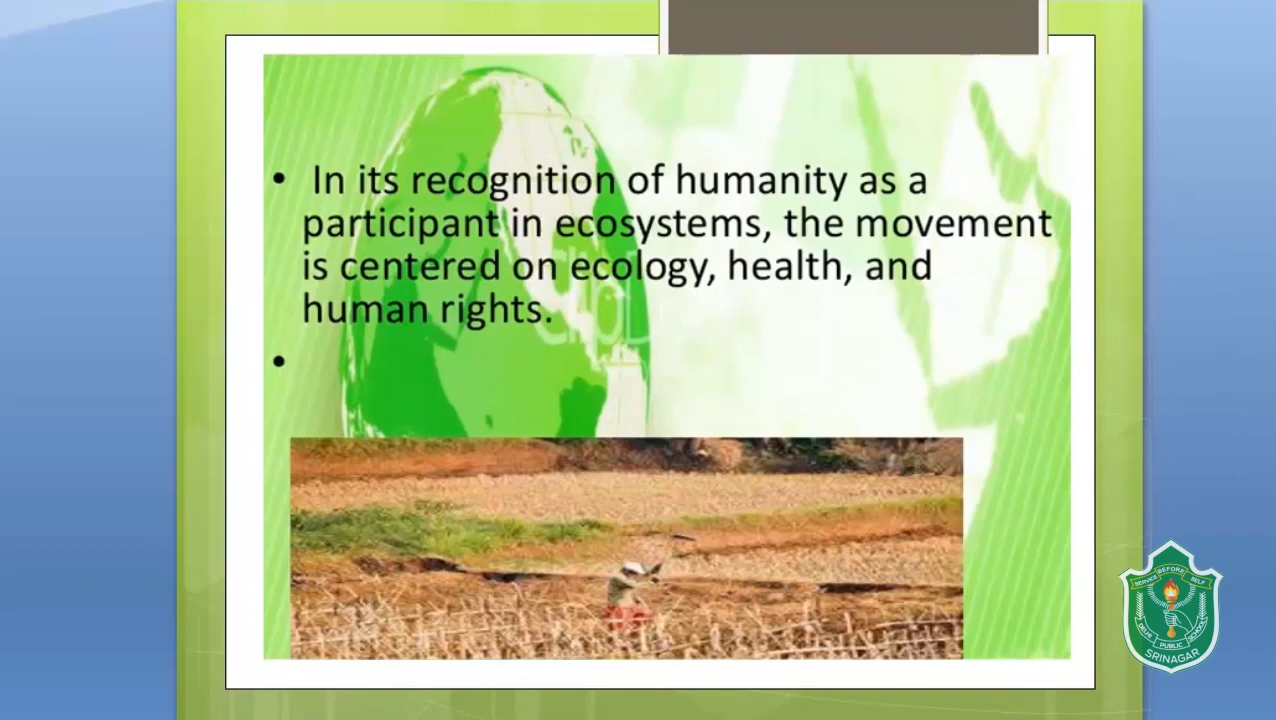 • In its recognition of humanity as a
participant in ecosystems, the movement
is centered on ecology, health, and
human rights.
•
SERVICE BEFORE SELF
DELHI PUBLIC SCHOOL
SRINAGAR